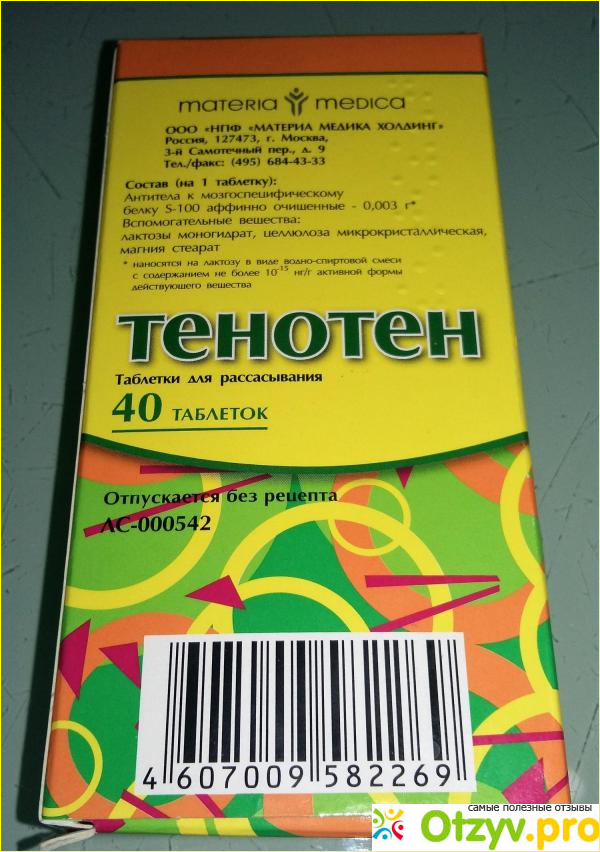 materia medica
ООО «НПФ «МАТЕРИА МЕДИКА ХОЛДИНГ»
Россия, 127473, г. Москва,
3-й Самотечный пер., д. 9
Тел./факс: (495) 684-43-33
Состав (на 1 таблетку):
Антитела к мозгоспецифическому
белку S-100 аффинно очищенные - 0,003 г*
Вспомогательные вещества:
лактозы моногидрат, целлюлоза микрокристаллическая,
магния стеарат
* наносятся на лактозу в виде водно-спиртовой смеси
с содержанием не более 10⁻¹⁵ нг/г активной формы
действующего вещества
ТЕНОТЕН
Таблетки для рассасывания
40 ТАБЛЕТОК
Отпускается без рецепта
ЛС-000542
4 607009 582269
самые полезные отзывы
Otzyv.pro